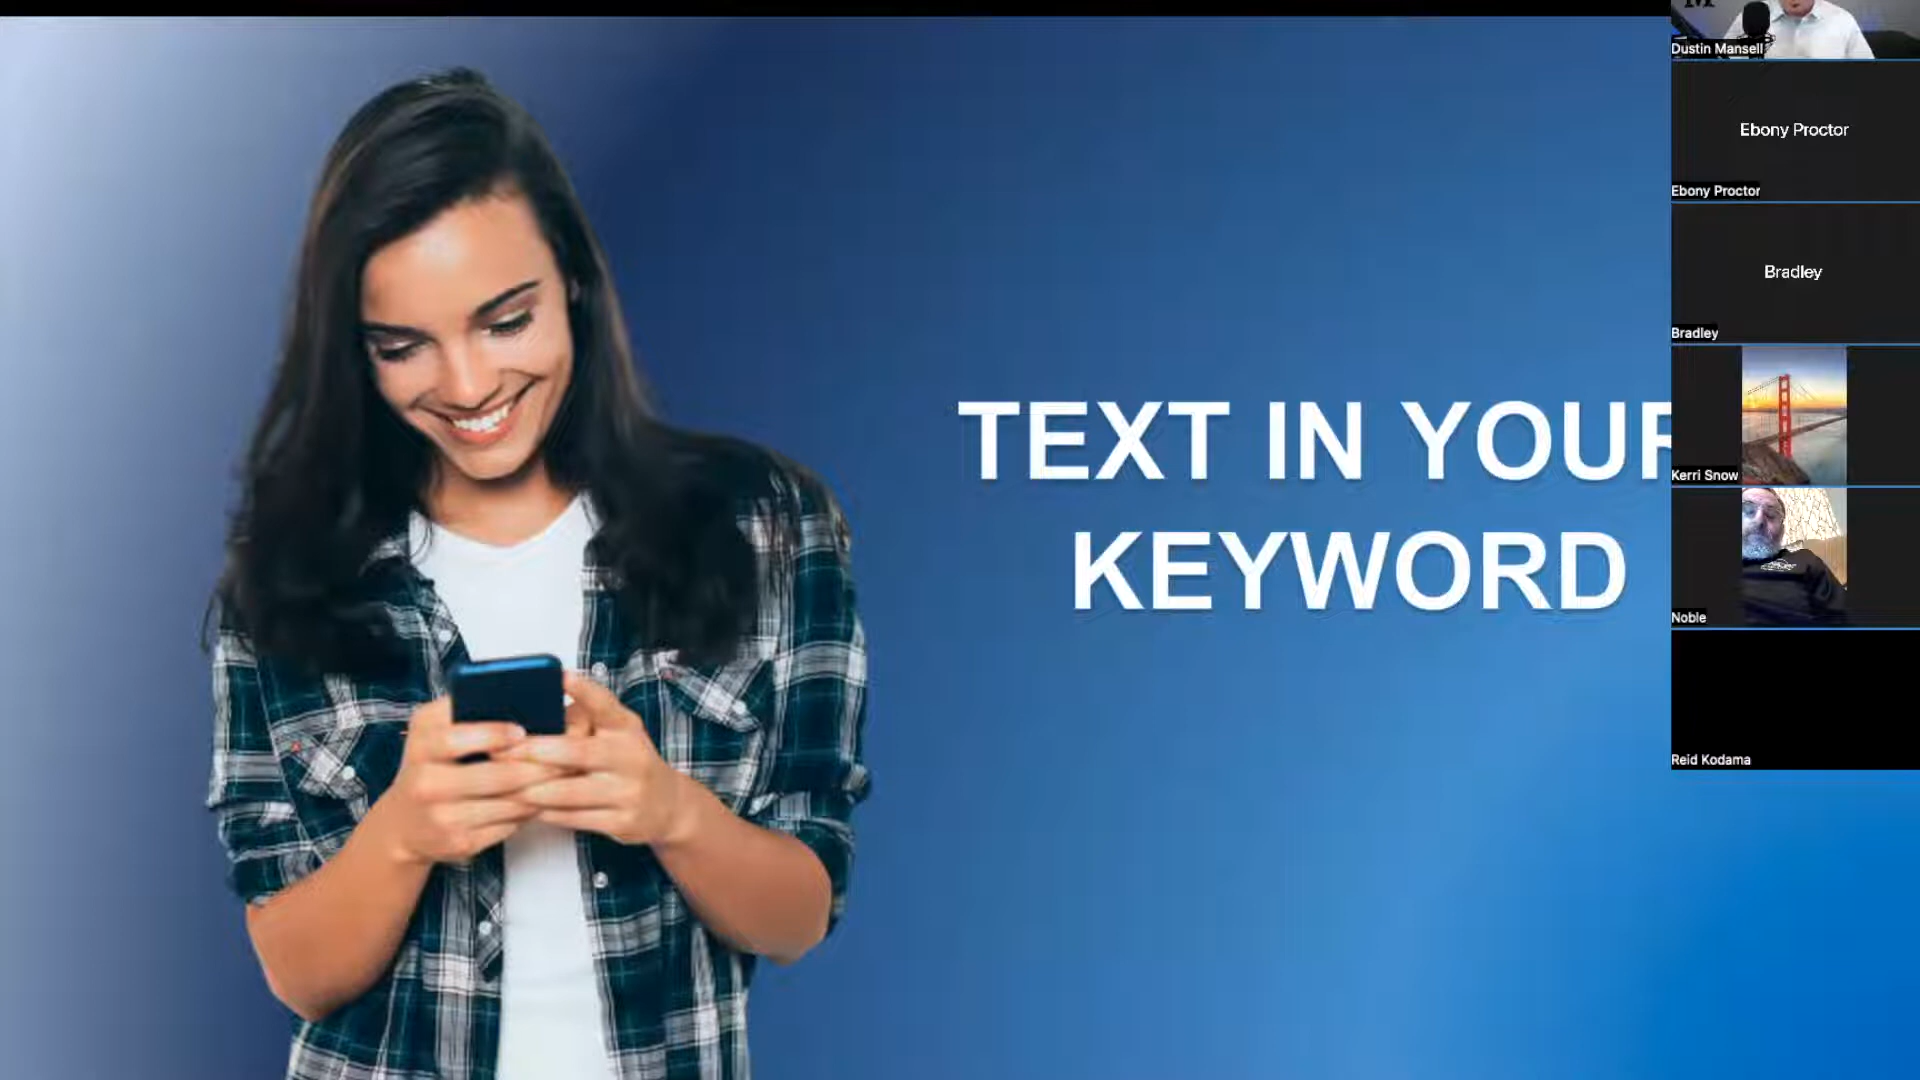 TEXT IN YOUR
KEYWORD
M
Dustin Mansell
Ebony Proctor
Ebony Proctor
Bradley
Bradley
Kerri Snow
Noble
Reid Kodama